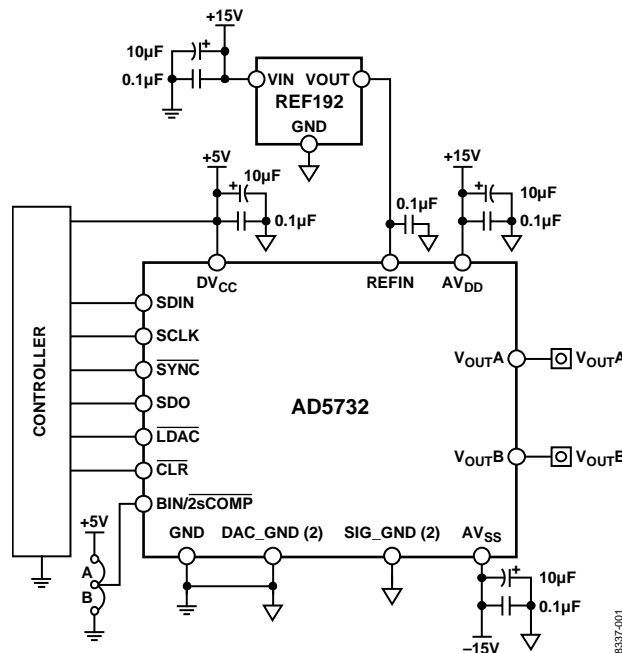 +15V
10µF +
0.1µF
VIN VOUT
REF192
GND
+5V
+ 10µF
0.1µF
0.1µF
+15V
+ 10µF
0.1µF
DVCC
REFIN
AVDD
CONTROLLER
SDIN
SCLK
SYNC
SDO
LDAC
CLR
BIN/2sCOMP
AD5732
VOUTA
VOUTA
VOUTB
VOUTB
+5V
A
B
GND
DAC_GND (2)
SIG_GND (2)
AVSS
+ 10µF
0.1µF
–15V
8337-001